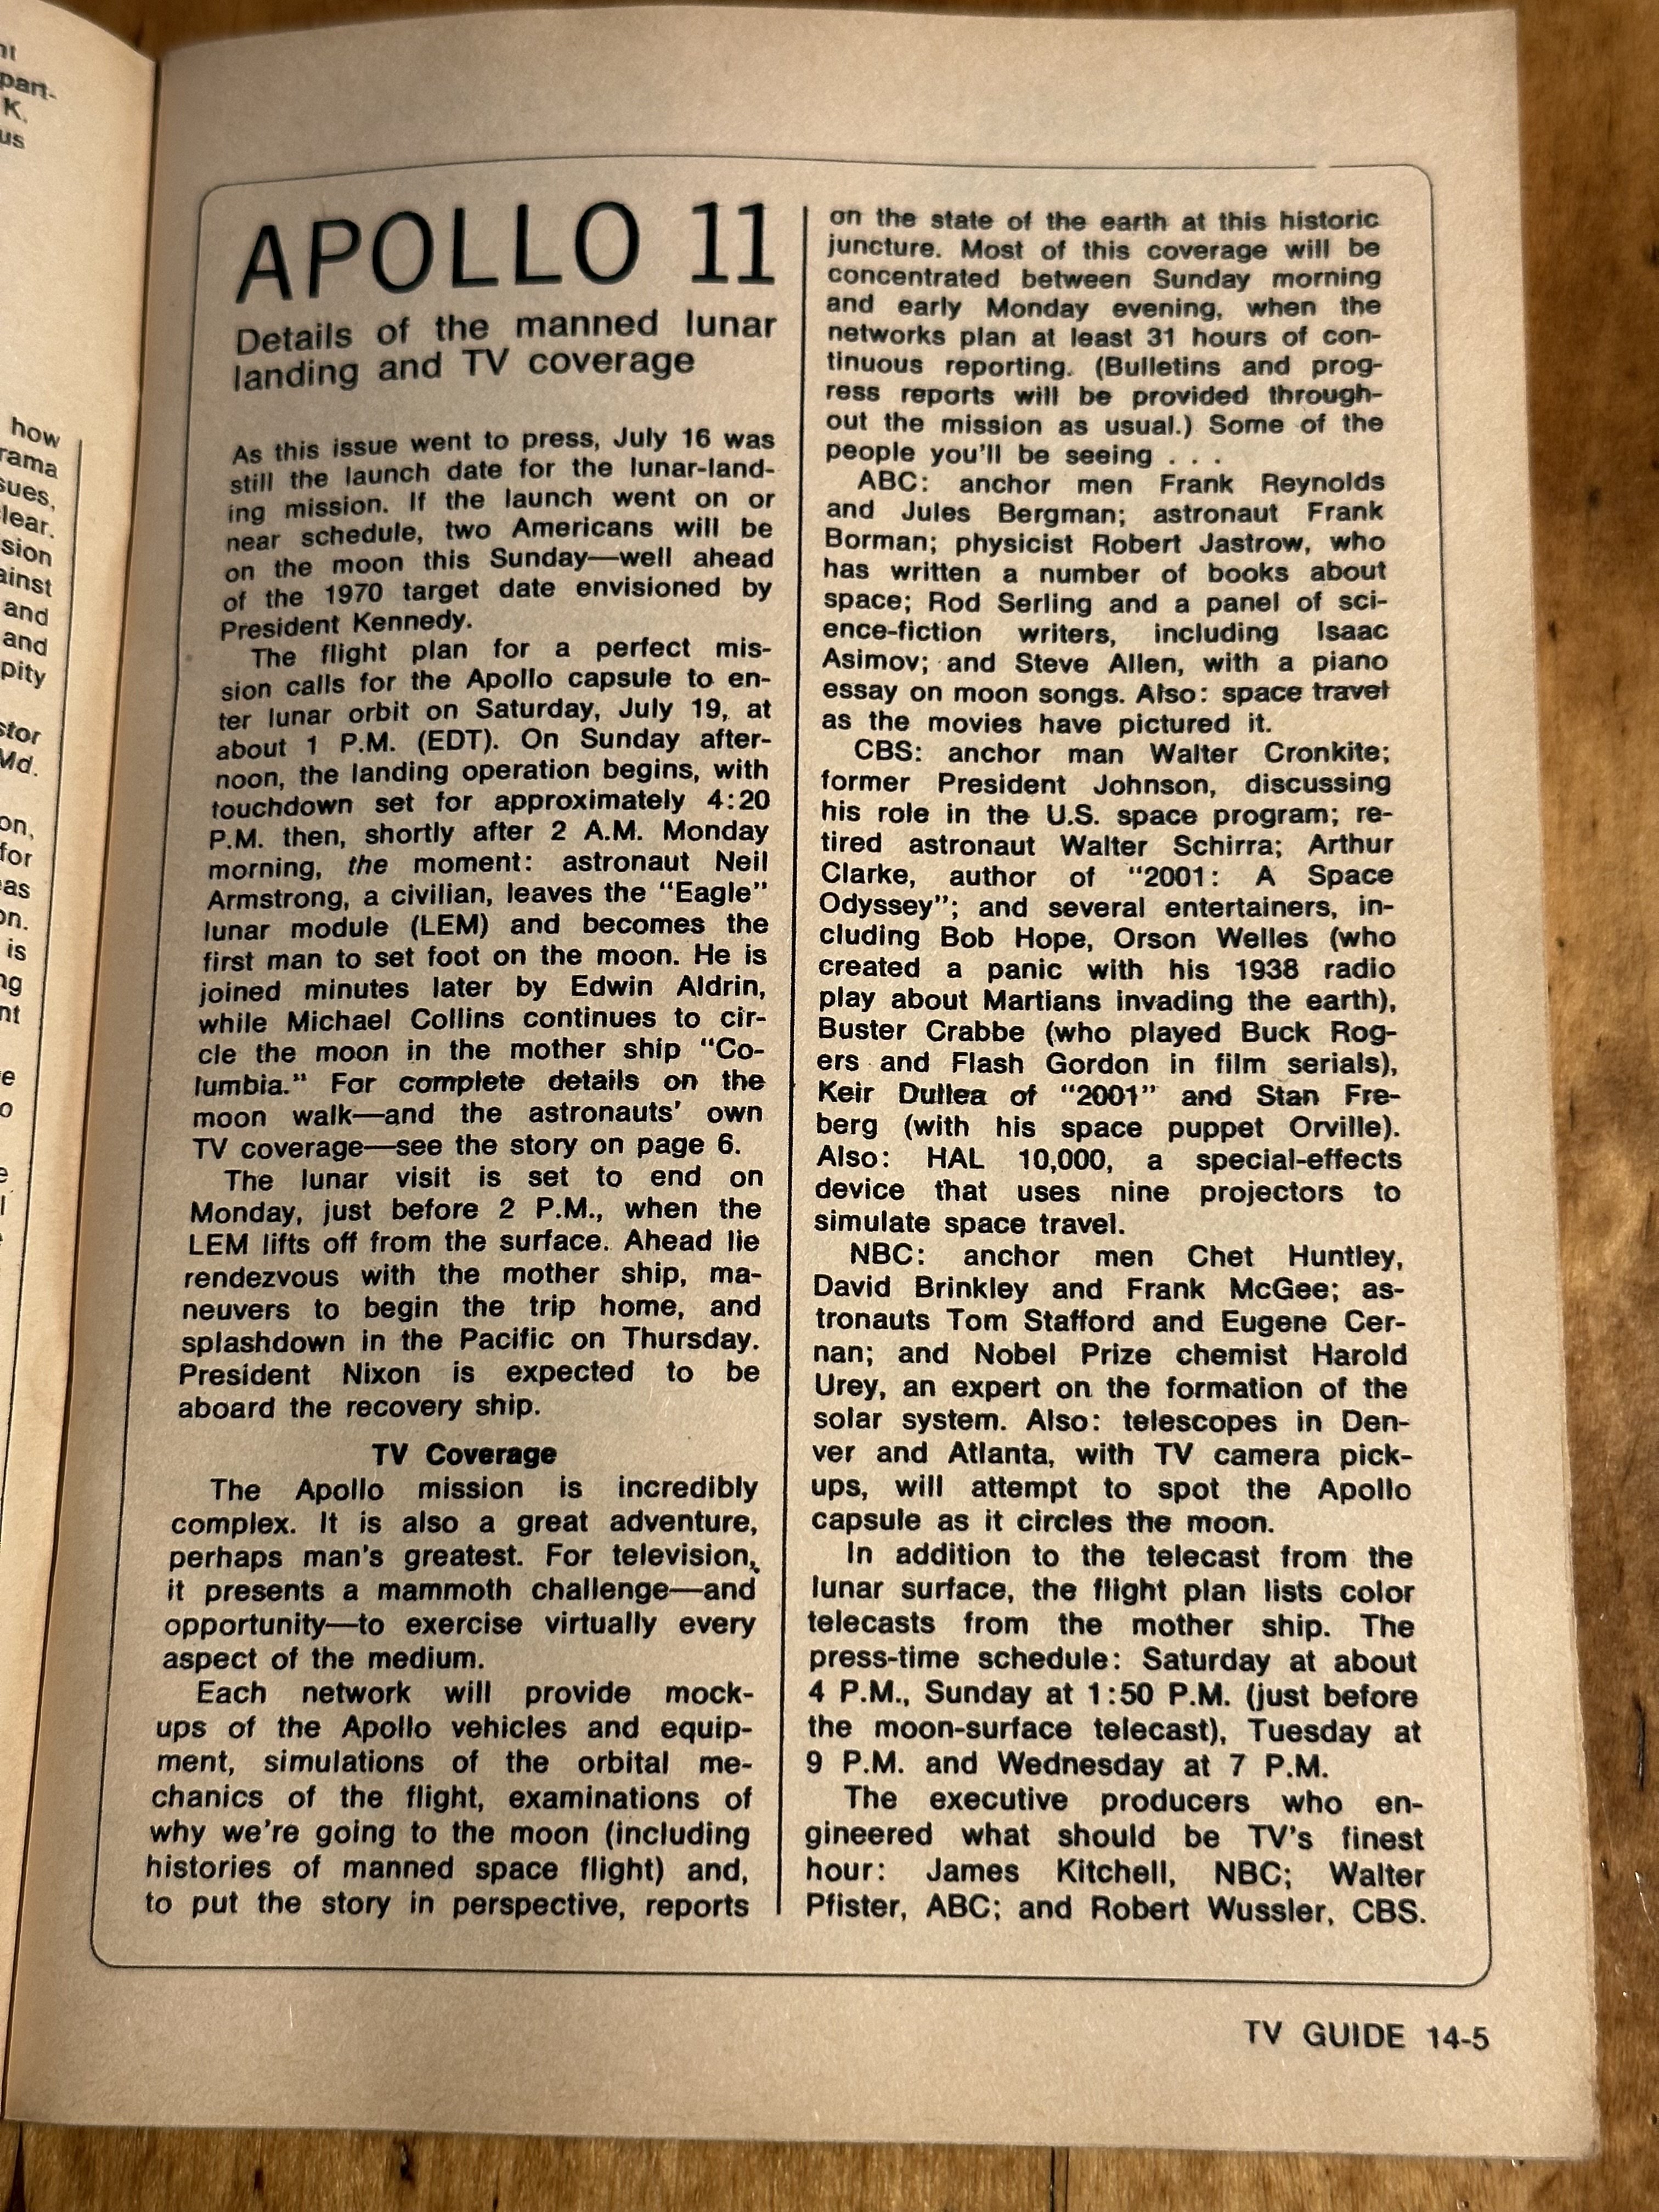 nt
part-
K.
us
how
rama
sues,
lear.
sion
ainst
and
and
pity
stor
Md.
on,
for
eas
on.
is
ng
nt
e
o
e
APOLLO 11
Details of the manned lunar
landing and TV coverage
As this issue went to press, July 16 was
still the launch date for the lunar-land-
ing mission. If the launch went on or
near schedule, two Americans will be
on the moon this Sunday—well ahead
of the 1970 target date envisioned by
President Kennedy.
The flight plan for a perfect mis-
sion calls for the Apollo capsule to en-
ter lunar orbit on Saturday, July 19, at
about 1 P.M. (EDT). On Sunday after-
noon, the landing operation begins, with
touchdown set for approximately 4:20
P.M. then, shortly after 2 A.M. Monday
morning, the moment: astronaut Neil
Armstrong, a civilian, leaves the "Eagle"
lunar module (LEM) and becomes the
first man to set foot on the moon. He is
joined minutes later by Edwin Aldrin,
while Michael Collins continues to cir-
cle the moon in the mother ship "Co-
lumbia." For complete details on the
moon walk—and the astronauts' own
TV coverage—see the story on page 6.
The lunar visit is set to end on
Monday, just before 2 P.M., when the
LEM lifts off from the surface. Ahead lie
rendezvous with the mother ship, ma-
neuvers to begin the trip home, and
splashdown in the Pacific on Thursday.
President Nixon is expected to be
aboard the recovery ship.
TV Coverage
The Apollo mission is incredibly
complex. It is also a great adventure,
perhaps man's greatest. For television,
it presents a mammoth challenge—and
opportunity—to exercise virtually every
aspect of the medium.
Each network will provide mock-
ups of the Apollo vehicles and equip-
ment, simulations of the orbital me-
chanics of the flight, examinations of
why we're going to the moon (including
histories of manned space flight) and,
to put the story in perspective, reports
on the state of the earth at this historic
juncture. Most of this coverage will be
concentrated between Sunday morning
and early Monday evening, when the
networks plan at least 31 hours of con-
tinuous reporting. (Bulletins and prog-
ress reports will be provided through-
out the mission as usual.) Some of the
people you'll be seeing . . .
ABC: anchor men Frank Reynolds
and Jules Bergman; astronaut Frank
Borman; physicist Robert Jastrow, who
has written a number of books about
space; Rod Serling and a panel of sci-
ence-fiction writers, including Isaac
Asimov; and Steve Allen, with a piano
essay on moon songs. Also: space travel
as the movies have pictured it.
CBS: anchor man Walter Cronkite;
former President Johnson, discussing
his role in the U.S. space program; re-
tired astronaut Walter Schirra; Arthur
Clarke, author of "2001: A Space
Odyssey"; and several entertainers, in-
cluding Bob Hope, Orson Welles (who
created a panic with his 1938 radio
play about Martians invading the earth),
Buster Crabbe (who played Buck Rog-
ers and Flash Gordon in film serials),
Keir Dullea of "2001" and Stan Fre-
berg (with his space puppet Orville).
Also: HAL 10,000, a special-effects
device that uses nine projectors to
simulate space travel.
NBC: anchor men Chet Huntley,
David Brinkley and Frank McGee; as-
tronauts Tom Stafford and Eugene Cer-
nan; and Nobel Prize chemist Harold
Urey, an expert on the formation of the
solar system. Also: telescopes in Den-
ver and Atlanta, with TV camera pick-
ups, will attempt to spot the Apollo
capsule as it circles the moon.
In addition to the telecast from the
lunar surface, the flight plan lists color
telecasts from the mother ship. The
press-time schedule: Saturday at about
4 P.M., Sunday at 1:50 P.M. (just before
the moon-surface telecast), Tuesday at
9 P.M. and Wednesday at 7 P.M.
The executive producers who en-
gineered what should be TV's finest
hour: James Kitchell, NBC; Walter
Pfister, ABC; and Robert Wussler, CBS.
TV GUIDE 14-5